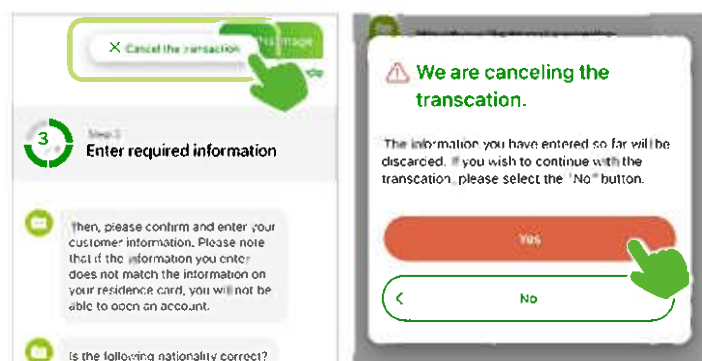 × Cancel the transaction
3
Step 3
Enter required information
Then, please confirm and enter your
customer information. Please note
that if the information you enter
does not match the information on
your residence card, you will not be
able to open an account.
Is the following nationality correct?
We are canceling the
transcation.
The information you have entered so far will be
discarded. If you wish to continue with the
transcation, please select the "No" button.
Yes
No